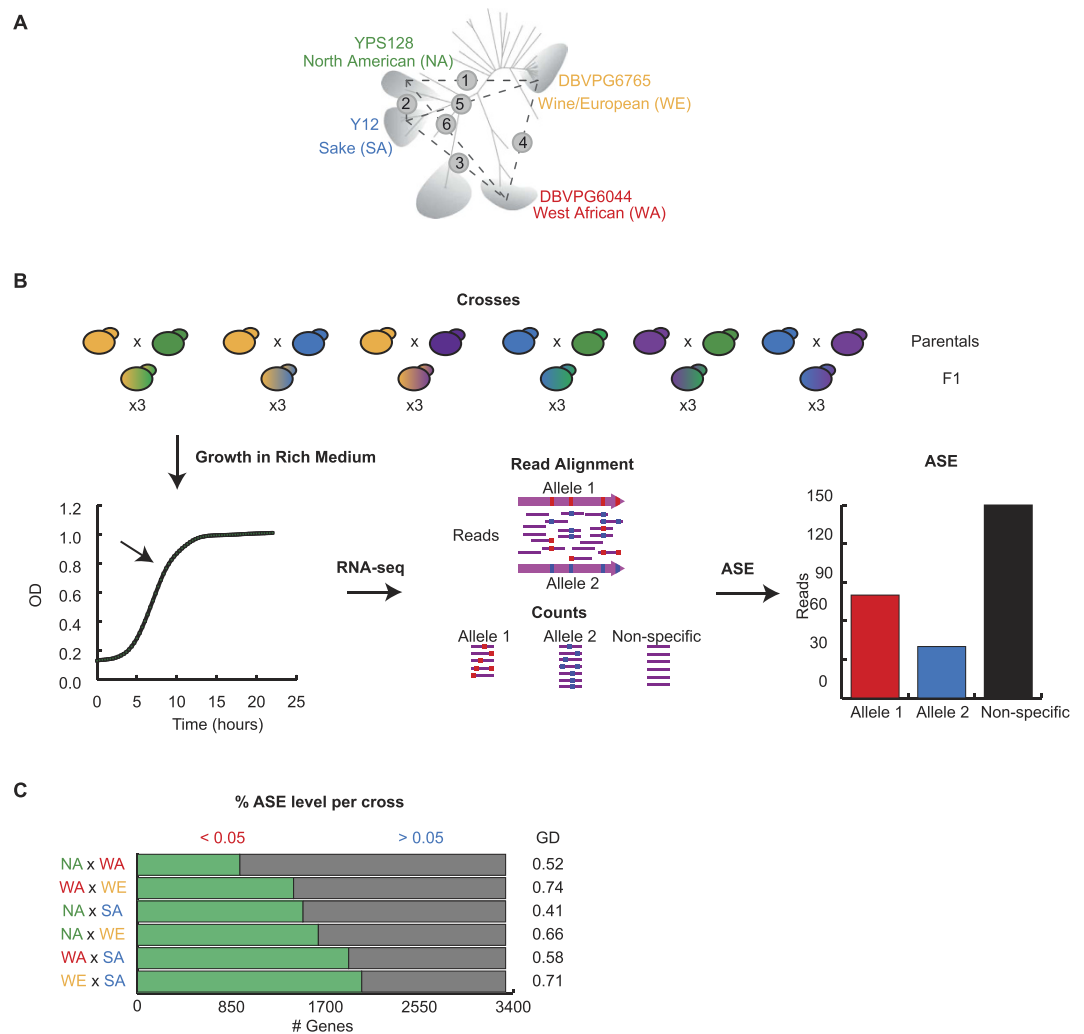 A
YPS128
North American (NA)
DBVPG6765
Wine/European (WE)
Y12
Sake (SA)
DBVPG6044
West African (WA)
1
2
5
6
3
4
B
Crosses
x x x x x x
Parentals
F1
x3 x3 x3 x3 x3 x3
Growth in Rich Medium
1.2
1.0
0.8
0.6
0.4
0.2
0.0
OD
0 5 10 15 20 25
Time (hours)
RNA-seq
Read Alignment
Allele 1
Reads
Allele 2
Counts
Allele 1 Allele 2 Non-specific
ASE
ASE
150
120
90
60
30
0
Reads
Allele 1 Allele 2 Non-specific
C
% ASE level per cross
< 0.05 > 0.05 GD
NA x WA 0.52
WA x WE 0.74
NA x SA 0.41
NA x WE 0.66
WA x SA 0.58
WE x SA 0.71
0 850 1700 2550 3400
# Genes